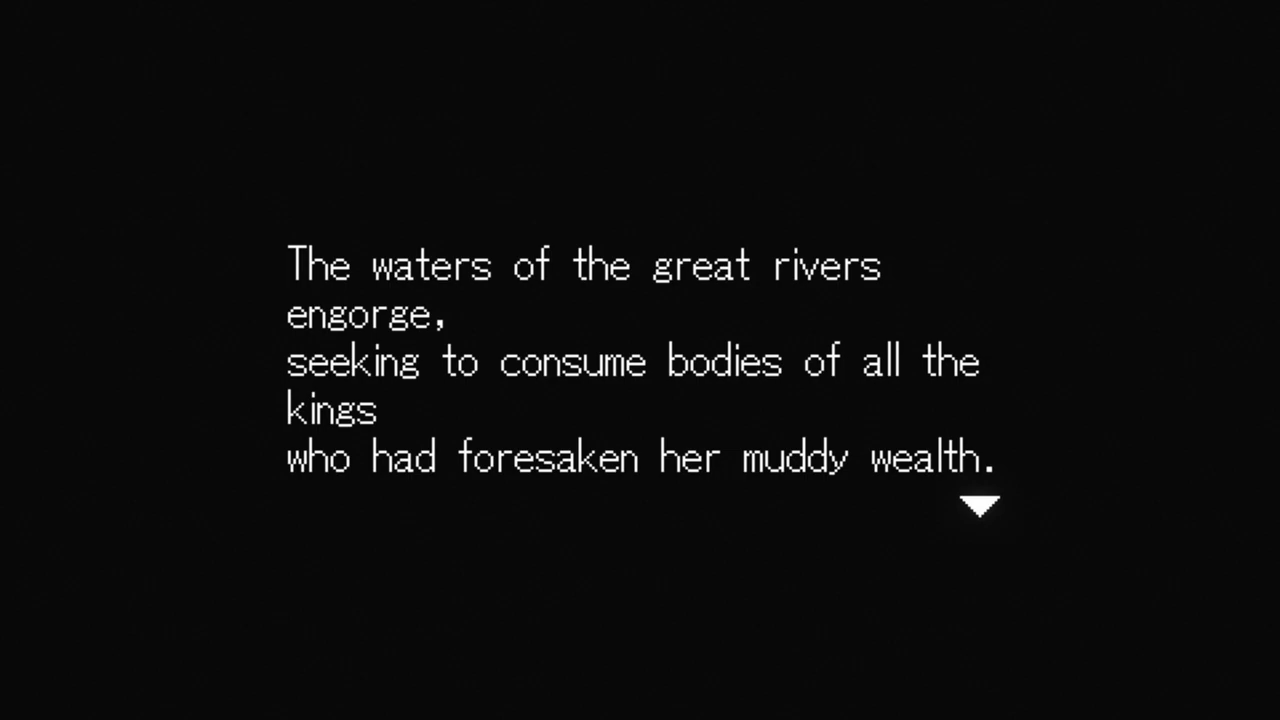 The waters of the great rivers
engorge,
seeking to consume bodies of all the
kings
who had foresaken her muddy wealth.